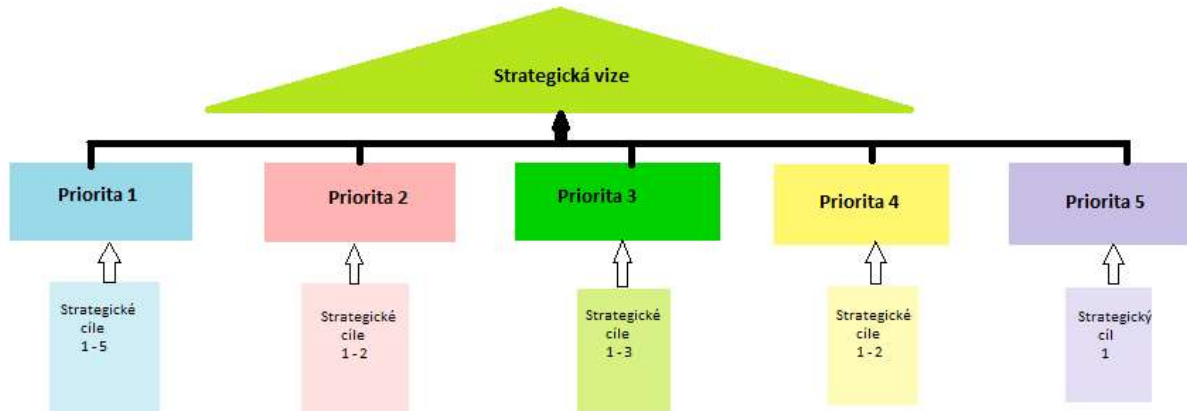 Strategická vize
Priorita 1
Priorita 2
Priorita 3
Priorita 4
Priorita 5
Strategické
cíle
1 - 5
Strategické
cíle
1 - 2
Strategické
cíle
1 - 3
Strategické
cíle
1 - 2
Strategický
cíl
1